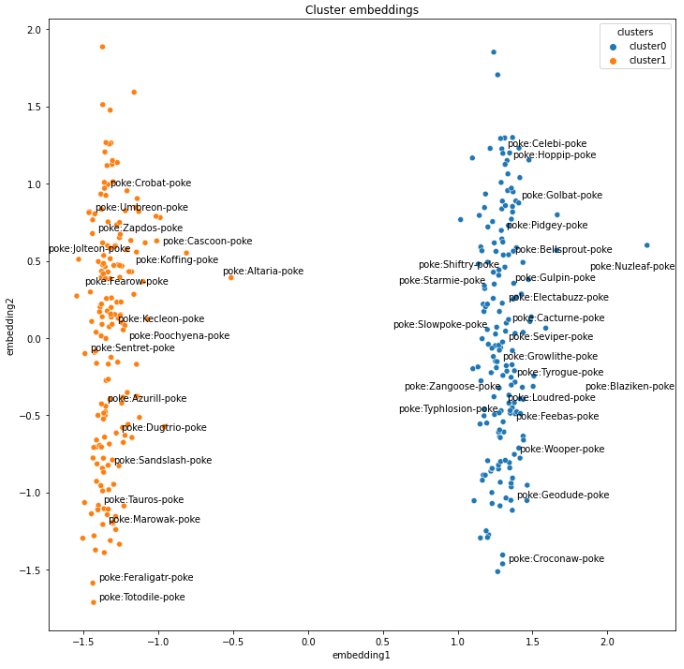 Cluster embeddings
clusters
cluster0
cluster1
2.0
1.5
1.0
0.5
0.0
−0.5
−1.0
−1.5
embedding2
poke:Celebi-poke
poke:Hoppip-poke
poke:Crobat-poke
poke:Golbat-poke
poke:Umbreon-poke
poke:Zapdos-poke
poke:Pidgey-poke
poke:Cascoon-poke
poke:Jolteon-poke
poke:Bellsprout-poke
poke:Koffing-poke
poke:Shiftry-poke
poke:Nuzleaf-poke
poke:Altaria-poke
poke:Fearow-poke
poke:Starmie-poke
poke:Gulpin-poke
poke:Electabuzz-poke
poke:Kecleon-poke
poke:Cacturne-poke
poke:Slowpoke-poke
poke:Poochyena-poke
poke:Seviper-poke
poke:Sentret-poke
poke:Growlithe-poke
poke:Tyrogue-poke
poke:Zangoose-poke
poke:Blaziken-poke
poke:Azurill-poke
poke:Loudred-poke
poke:Typhlosion-poke
poke:Feebas-poke
poke:Dugtrio-poke
poke:Wooper-poke
poke:Sandslash-poke
poke:Geodude-poke
poke:Tauros-poke
poke:Marowak-poke
poke:Croconaw-poke
poke:Feraligatr-poke
poke:Totodile-poke
−1.5 −1.0 −0.5 0.0 0.5 1.0 1.5 2.0
embedding1